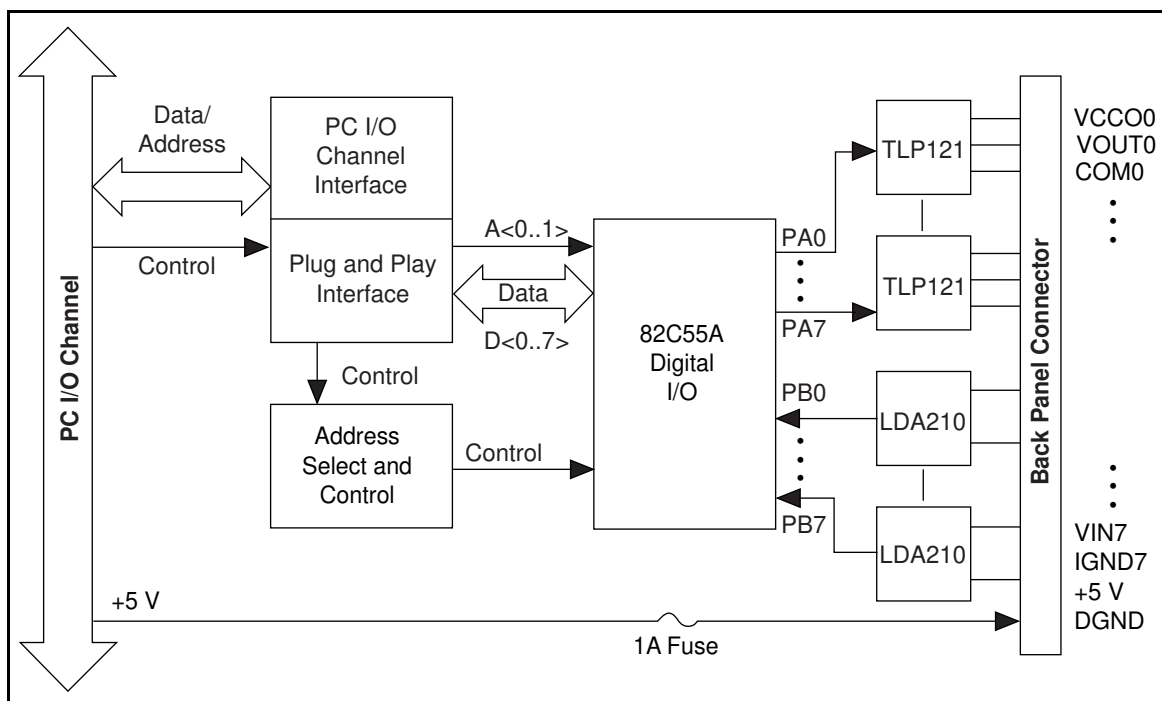 PC I/O Channel
Data/
Address
Control
PC I/O
Channel
Interface
Plug and Play
Interface
Control
Address
Select and
Control
A<0..1>
Data
D<0..7>
Control
82C55A
Digital
I/O
PA0
PA7
PB0
PB7
TLP121
TLP121
LDA210
LDA210
Back Panel Connector
VCCO0
VOUT0
COM0
VIN7
IGND7
+5 V
DGND
+5 V
1A Fuse